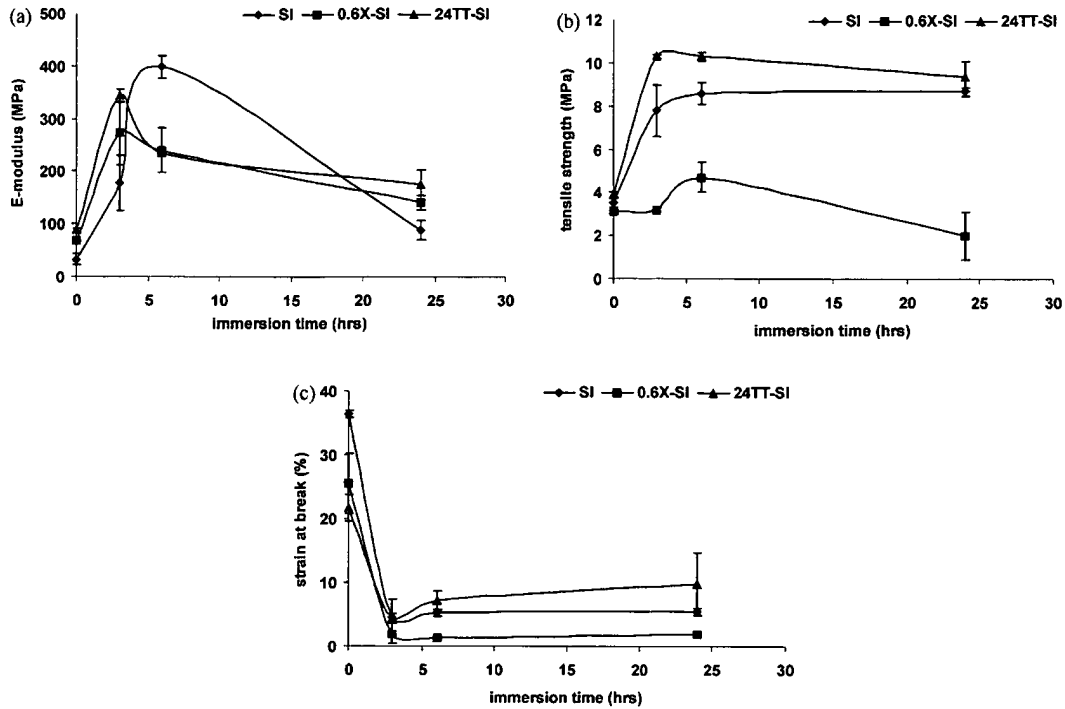 (a)
SI 0.6X-SI 24TT-SI
500
400
300
200
100
0
E-modulus (MPa)
0 5 10 15 20 25 30
immersion time (hrs)
(b)
SI 0.6X-SI 24TT-SI
12
10
8
6
4
2
0
tensite strength (MPa)
0 5 10 15 20 25 30
immersion time (hrs)
(c)
SI 0.6X-SI 24TT-SI
40
30
20
10
0
strain at break (%)
0 5 10 15 20 25 30
immersion time (hrs)